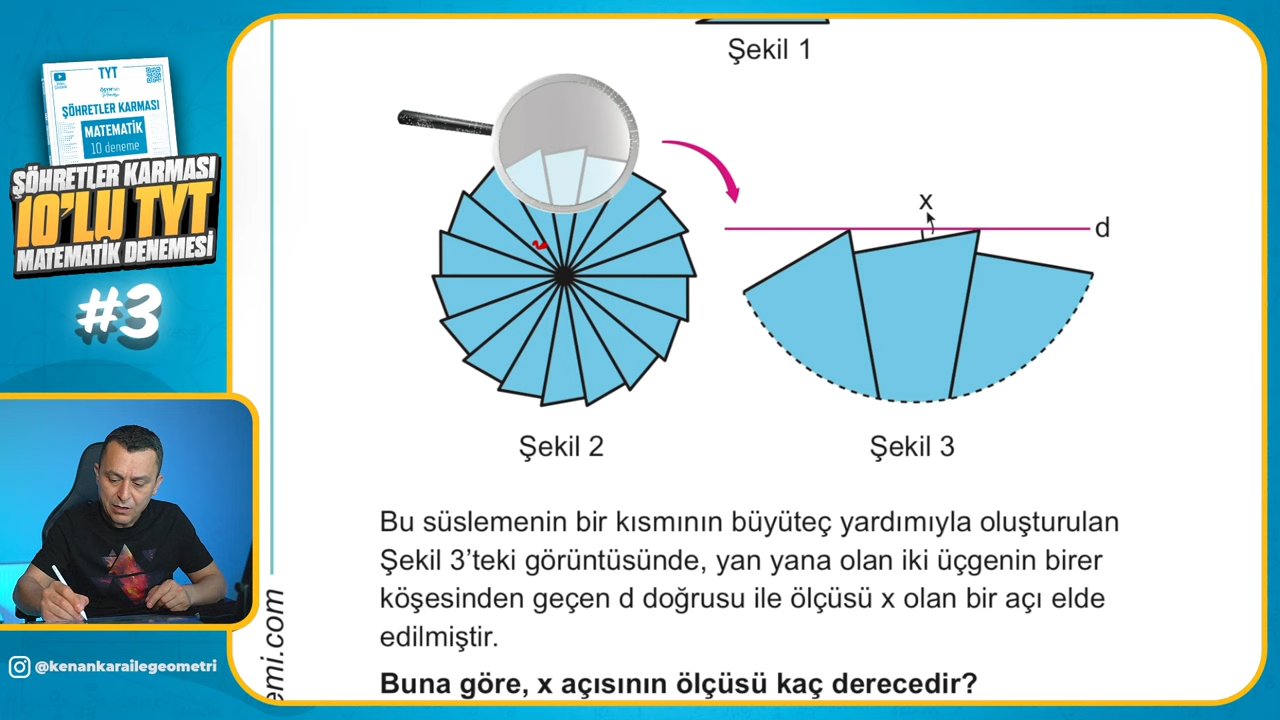 Şekil 1
TYT
ŞÖHRETLER KARMASI
MATEMATİK
10 deneme
ŞÖHRETLER KARMASI
10'LU TYT
MATEMATİK DENEMESİ
#3
x
d
Şekil 2
Şekil 3
Bu süslemenin bir kısmının büyüteç yardımıyla oluşturulan
Şekil 3'teki görüntüsünde, yan yana olan iki üçgenin birer
köşesinden geçen d doğrusu ile ölçüsü x olan bir açı elde
edilmiştir.
Buna göre, x açısının ölçüsü kaç derecedir?
emi.com
@kenankarailegeometri